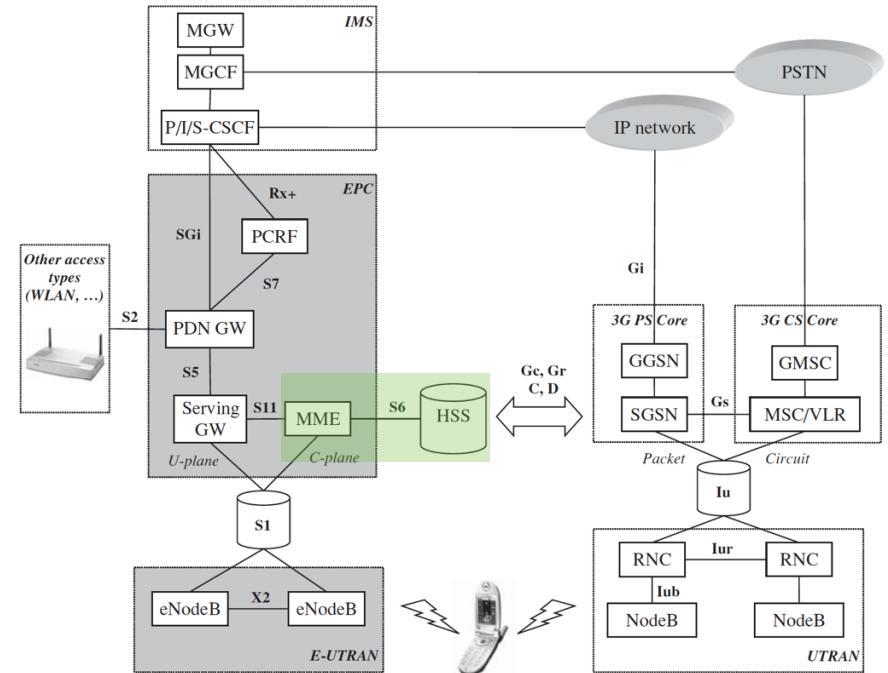 IMS
MGW
MGCF
PSTN
P/I/S-CSCF
IP network
Rx+
EPC
SGi
PCRF
Other access
types
(WLAN, ...)
Gi
S7
S2
PDN GW
3G PS Core
3G CS Core
S5
Gc, Gr
C, D
GGSN
GMSC
Serving
GW
S11
MME
S6
HSS
SGSN
Gs
MSC/VLR
U-plane
C-plane
Packet
Circuit
Iu
S1
RNC
Iur
RNC
X2
Iub
eNodeB
eNodeB
NodeB
NodeB
E-UTRAN
UTRAN